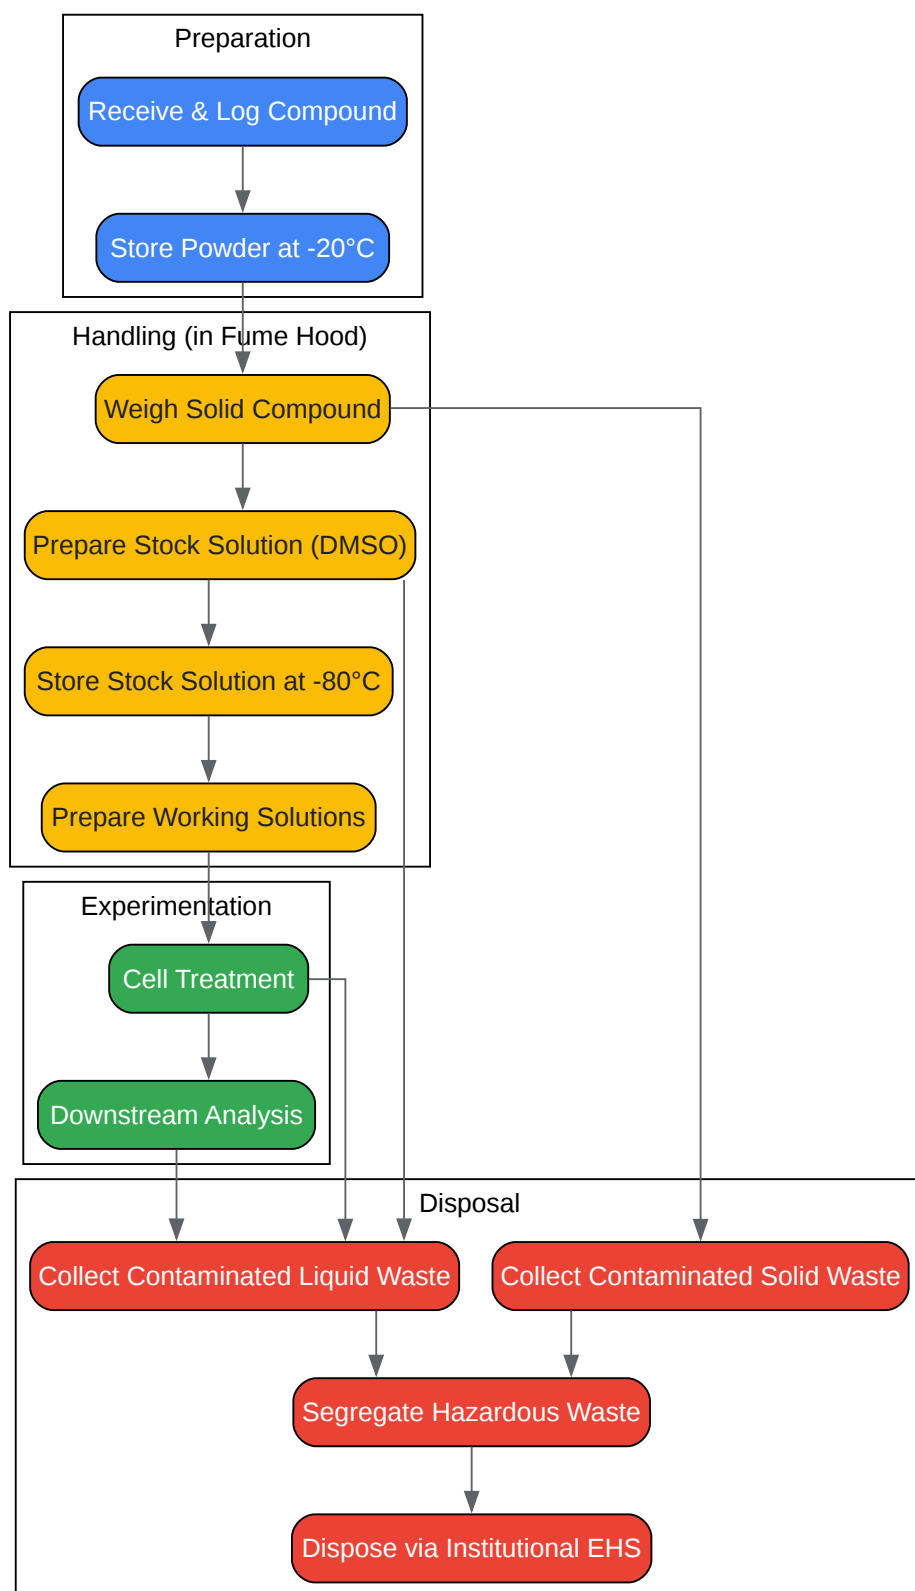 Preparation
Receive & Log Compound
Store Powder at -20°C
Handling (in Fume Hood)
Weigh Solid Compound
Prepare Stock Solution (DMSO)
Store Stock Solution at -80°C
Prepare Working Solutions
Experimentation
Cell Treatment
Downstream Analysis
Disposal
Collect Contaminated Liquid Waste
Collect Contaminated Solid Waste
Segregate Hazardous Waste
Dispose via Institutional EHS